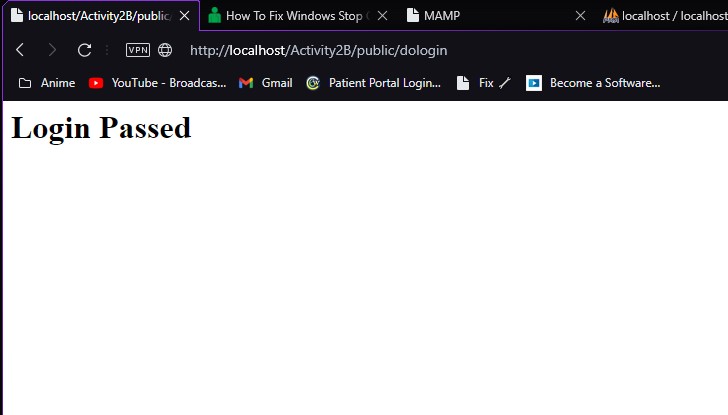 localhost/Activity2B/public/ How To Fix Windows Stop MAMP localhost / localhost
VPN http://localhost/Activity2B/public/dologin
Anime YouTube - Broadcas... Gmail Patient Portal Login... Fix Become a Software...
Login Passed